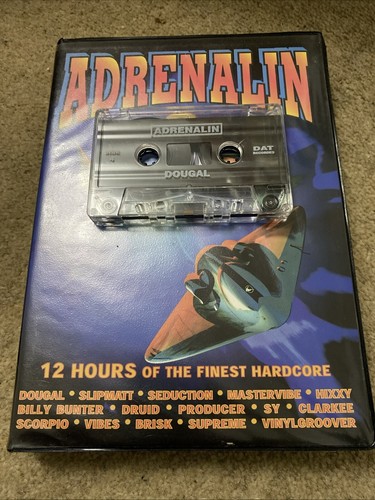 ADRENALIN
ADRENALIN
DAT
DOUGAL
12 HOURS OF THE FINEST HARDCORE
DOUGAL • SLIPMATT • SEDUCTION • MASTERVIBE • HIXXY
BILLY BUNTER • DRUID • PRODUCER • SY • CLARKEE
SCORPIO • VIBES • BRISK • SUPREME • VINYLGROOVER